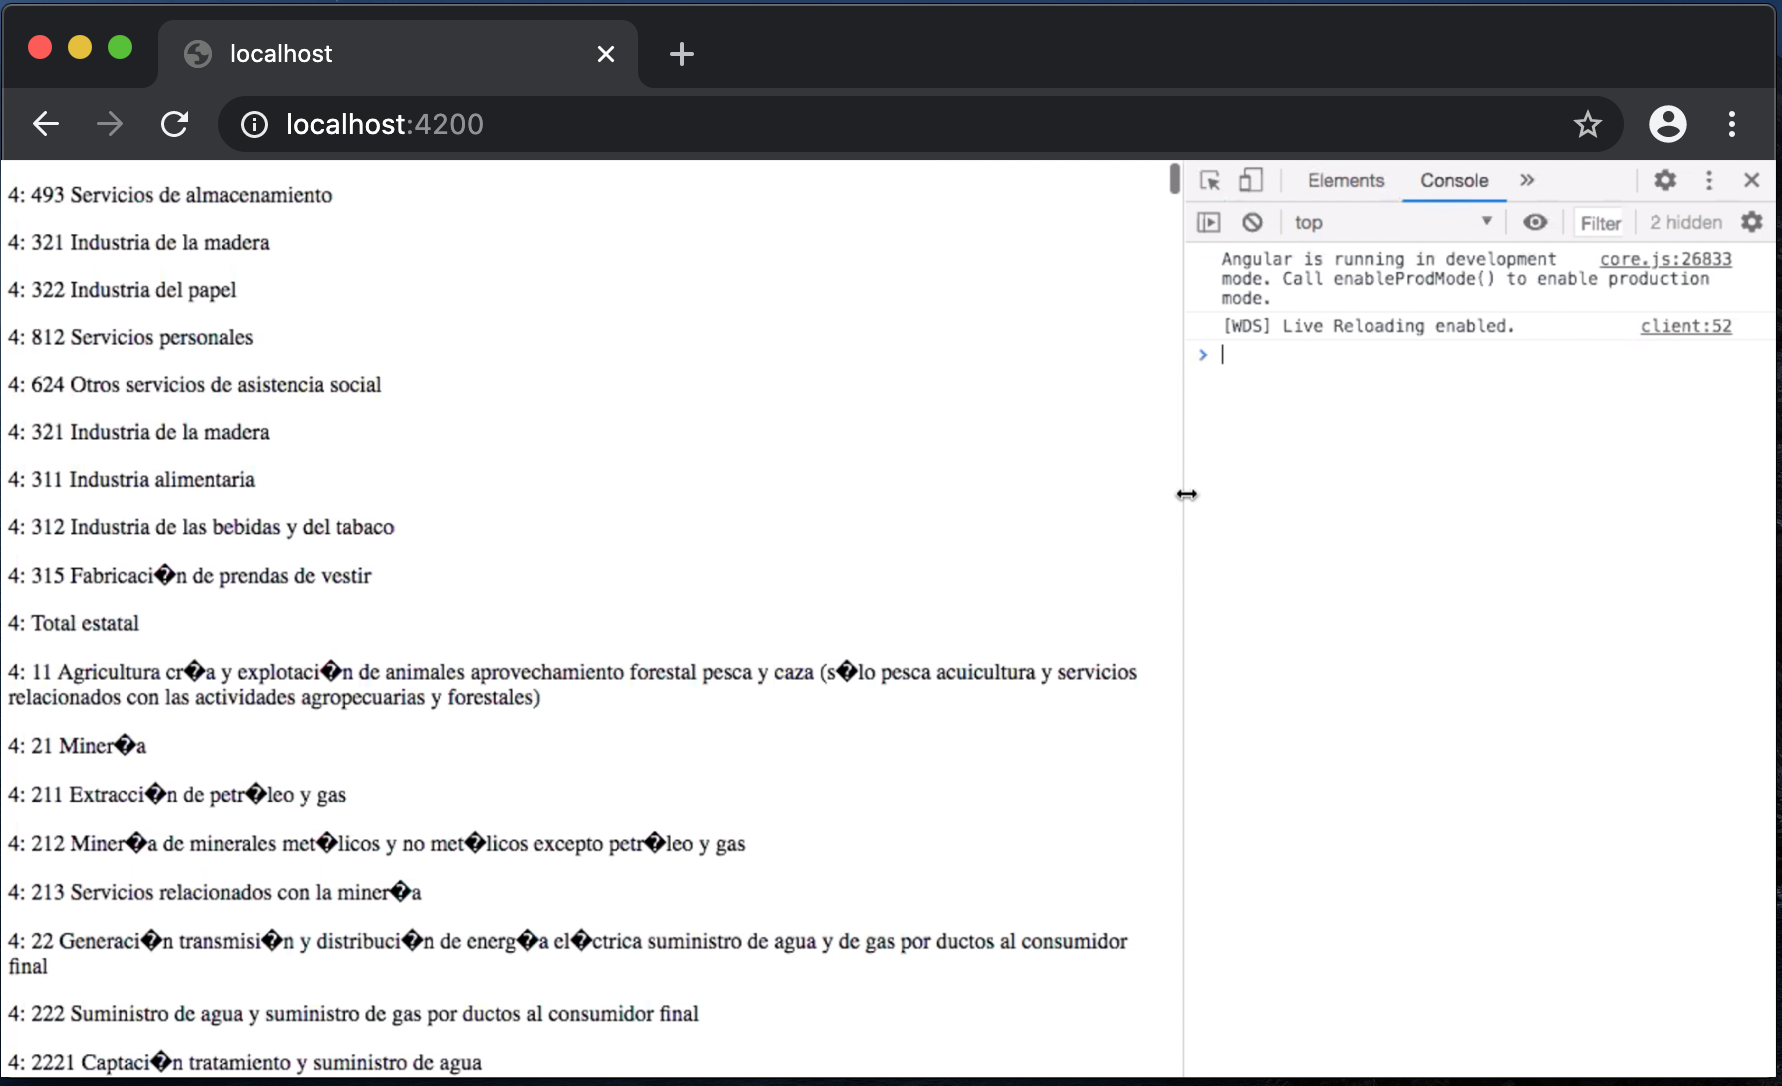 localhost
localhost:4200
4: 493 Servicios de almacenamiento
4: 321 Industria de la madera
4: 322 Industria del papel
4: 812 Servicios personales
4: 624 Otros servicios de asistencia social
4: 321 Industria de la madera
4: 311 Industria alimentaria
4: 312 Industria de las bebidas y del tabaco
4: 315 Fabricaci�n de prendas de vestir
4: Total estatal
4: 11 Agricultura cr�a y explotaci�n de animales aprovechamiento forestal pesca y caza (s�lo pesca acuicultura y servicios
relacionados con las actividades agropecuarias y forestales)
4: 21 Miner�a
4: 211 Extracci�n de petr�leo y gas
4: 212 Miner�a de minerales met�licos y no met�licos excepto petr�leo y gas
4: 213 Servicios relacionados con la miner�a
4: 22 Generaci�n transmisi�n y distribuci�n de energ�a el�ctrica suministro de agua y de gas por ductos al consumidor
final
4: 222 Suministro de agua y suministro de gas por ductos al consumidor final
4: 2221 Captaci�n tratamiento y suministro de agua
Elements Console »
top Filter 2 hidden
Angular is running in development core.js:26833
mode. Call enableProdMode() to enable production
mode.
[WDS] Live Reloading enabled. client:52